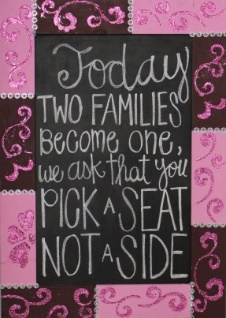 Today
TWO FAMILIES
Become one,
we ask that you
PICK A SEAT
NOT A SIDE